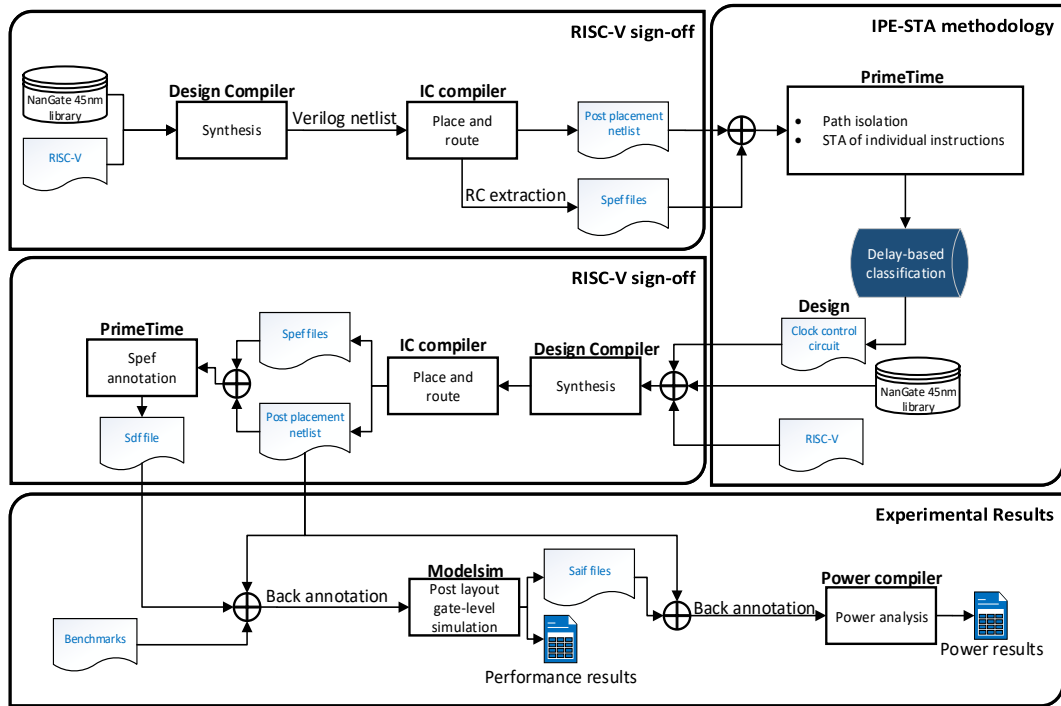 RISC-V sign-off
NanGate 45nm
library
RISC-V
Design Compiler
Synthesis
Verilog netlist
IC compiler
Place and
route
RC extraction
Post placement
netlist
Spef files
IPE-STA methodology
PrimeTime
• Path isolation
• STA of individual instructions
Delay-based
classification
Design
Clock control
circuit
NanGate 45nm
library
RISC-V
RISC-V sign-off
Design Compiler
Synthesis
IC compiler
Place and
route
Spef files
Post placement
netlist
PrimeTime
Spef
annotation
Sdf file
Experimental Results
Benchmarks
Back annotation
Modelsim
Post layout
gate-level
simulation
Saif files
Performance results
Back annotation
Power compiler
Power analysis
Power results